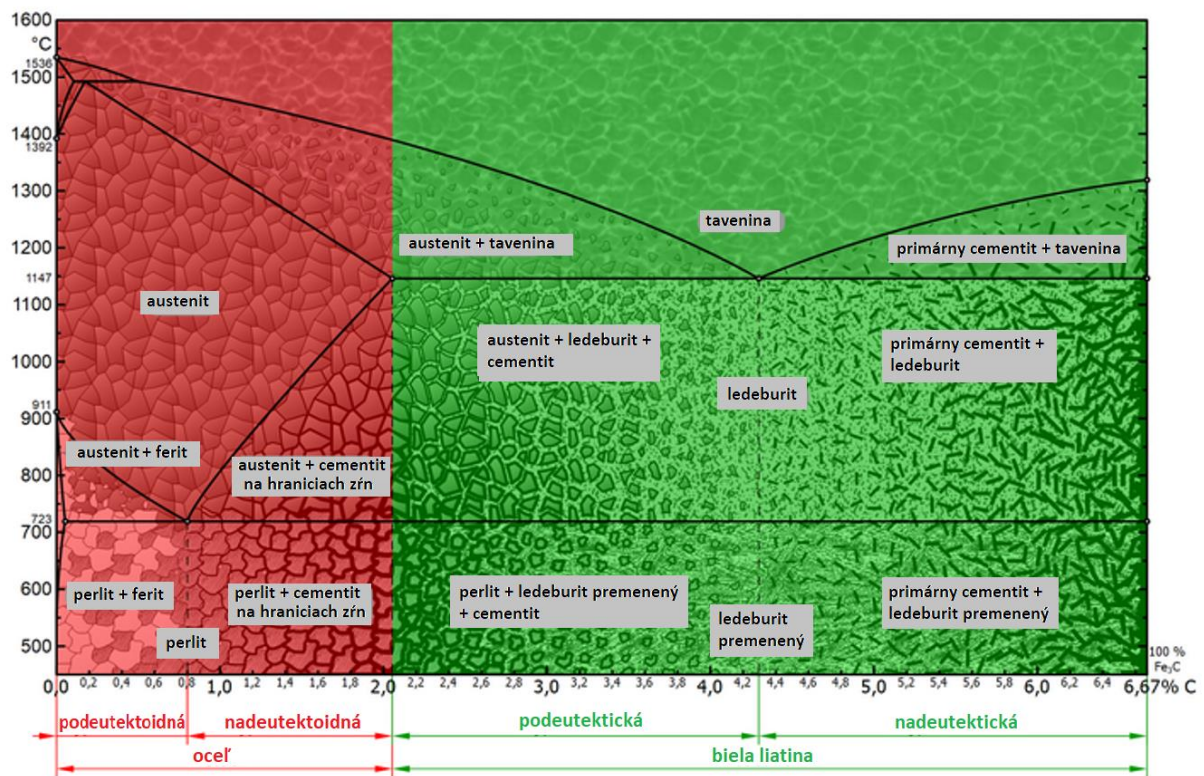 1600
°C
1536
1500
1400
1392
1300
1200
1147
1100
1000
911
900
800
723
700
600
500
tavenina
austenit + tavenina
primárny cementit + tavenina
austenit
austenit + ledeburit +
cementit
primárny cementit +
ledeburit
ledeburit
austenit + ferit
austenit + cementit
na hraniciach zŕn
perlit + ferit
perlit + cementit
na hraniciach zŕn
perlit + ledeburit premenený
+ cementit
primárny cementit +
ledeburit premenený
perlit
ledeburit
premenený
100 %
Fe₃C
0,0 0,2 0,4 0,6 0,8 1,0 1,2 1,4 1,6 1,8 2,0 2,2 2,4 2,6 2,8 3,0 3,2 3,4 3,6 3,8 4,0 4,2 4,4 4,6 4,8 5,0 5,2 5,4 5,6 5,8 6,0 6,2 6,4 6,67% C
podeutektoidná nadeutektoidná podeutektická nadeutektická
oceľ biela liatina